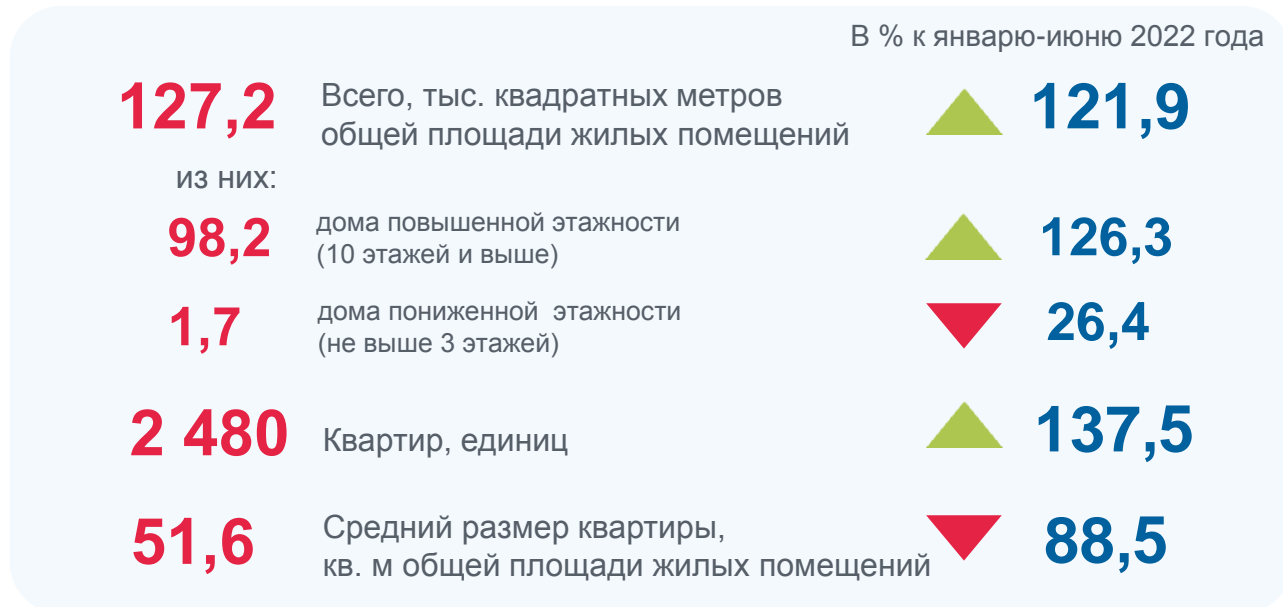 В % к январю-июню 2022 года
127,2 Всего, тыс. квадратных метров
общей площади жилых помещений 121,9
из них:
98,2 дома повышенной этажности
(10 этажей и выше) 126,3
1,7 дома пониженной этажности
(не выше 3 этажей) 26,4
2 480 Квартир, единиц 137,5
51,6 Средний размер квартиры,
кв. м общей площади жилых помещений 88,5